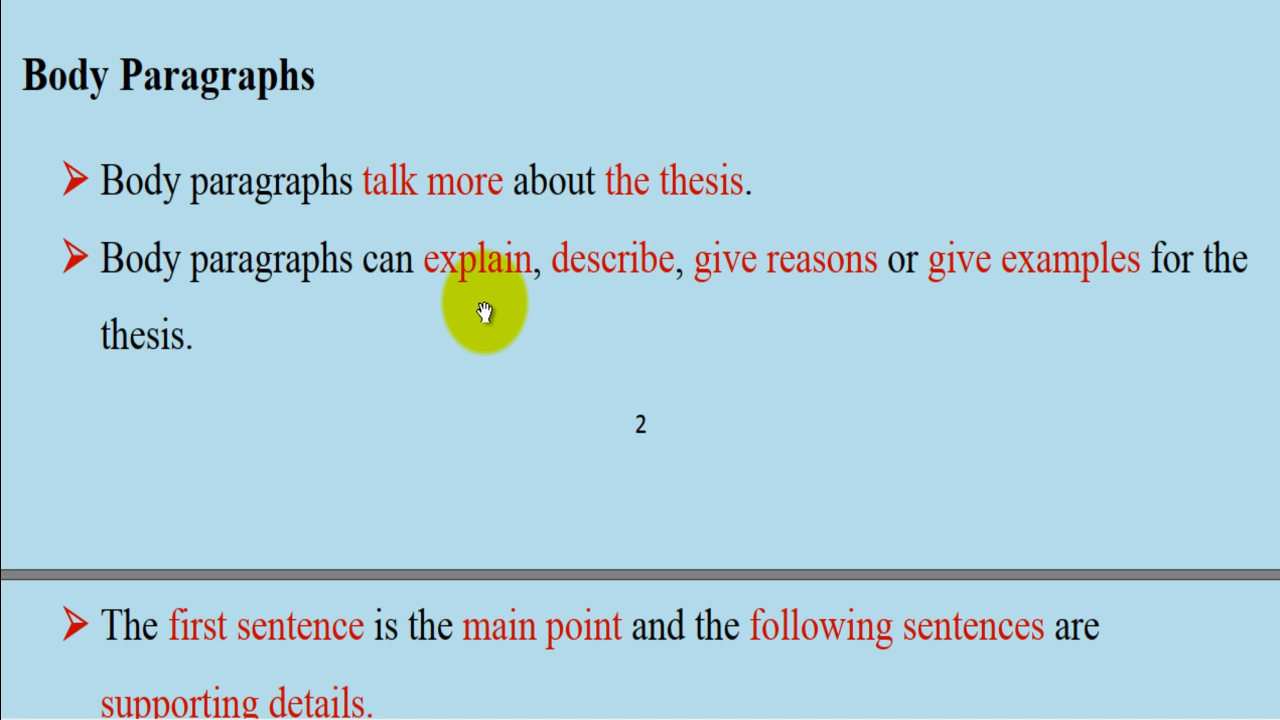 Body Paragraphs
Body paragraphs talk more about the thesis.
Body paragraphs can explain, describe, give reasons or give examples for the
thesis.
2
The first sentence is the main point and the following sentences are
supporting details.